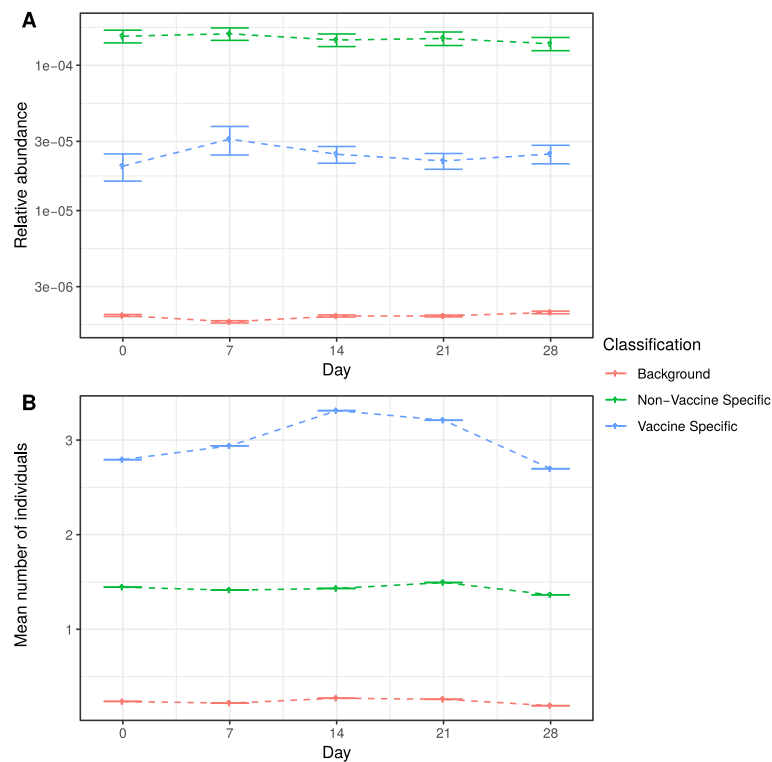 A
Relative abundance
1e−04
3e−05
1e−05
3e−06
0 7 14 21 28
Day
Classification
Background
Non−Vaccine Specific
Vaccine Specific
B
Mean number of individuals
3
2
1
0 7 14 21 28
Day